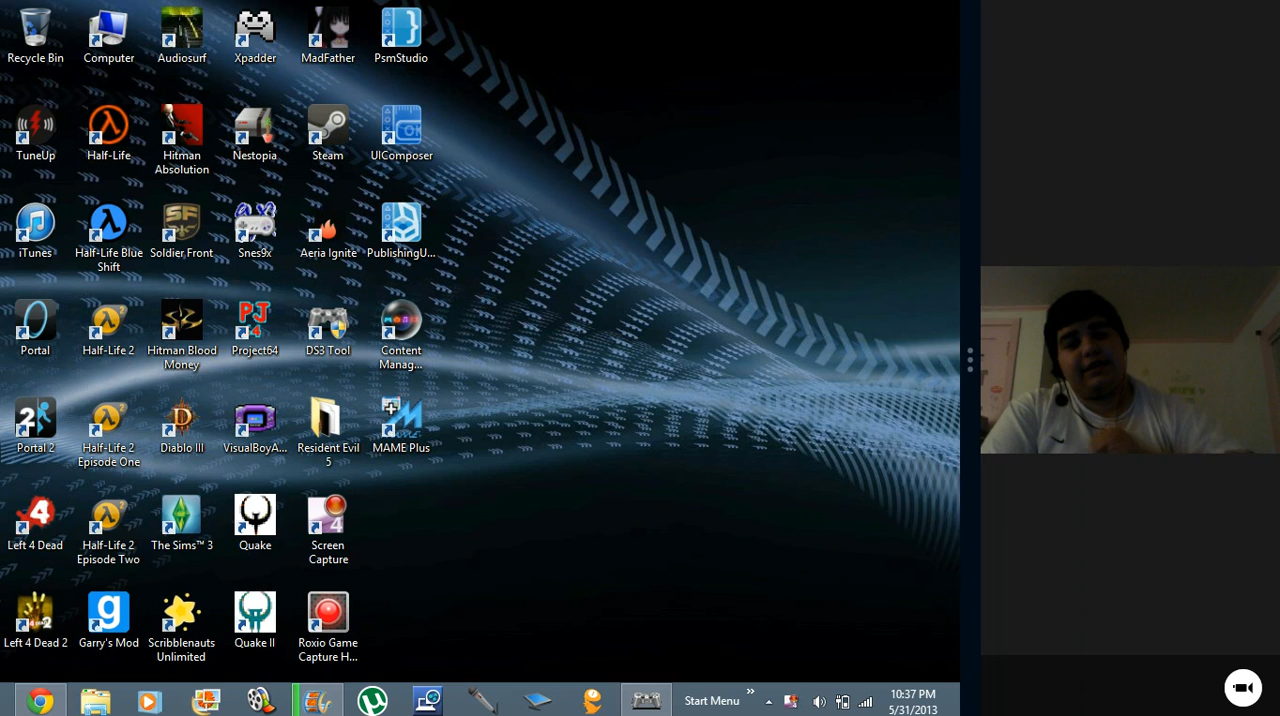 Recycle Bin
Computer
Audiosurf
Xpadder
MadFather
PsmStudio
TuneUp
Half-Life
Hitman
Absolution
Nestopia
Steam
UIComposer
iTunes
Half-Life Blue
Shift
Soldier Front
Snes9x
Aeria Ignite
PublishingU...
Portal
Half-Life 2
Hitman Blood
Money
Project64
DS3 Tool
Content
Manag...
Portal 2
Half-Life 2
Episode One
Diablo III
VisualBoyA...
Resident Evil
5
MAME Plus
Left 4 Dead
Half-Life 2
Episode Two
The Sims™ 3
Quake
Screen
Capture
Left 4 Dead 2
Garry's Mod
Scribblenauts
Unlimited
Quake II
Roxio Game
Capture H...
Start Menu
10:37 PM
5/31/2013